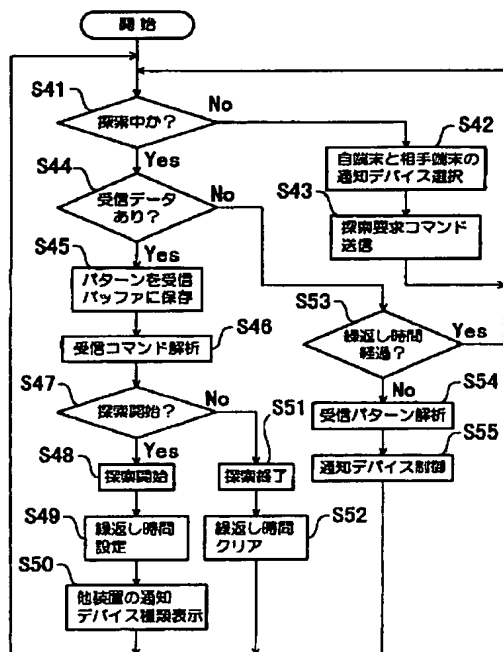 開始
S41
探索中か?
No
Yes
S42
自端末と相手端末の
通知デバイス選択
S43
探索要求コマンド
送信
S44
受信データ
あり?
No
Yes
S45
パターンを受信
バッファに保存
S46
受信コマンド解析
S47
探索開始?
No
Yes
S48
探索開始
S49
繰返し時間
設定
S50
他装置の通知
デバイス種類表示
S51
探索終了
S52
繰返し時間
クリア
S53
繰返し時間
経過?
Yes
No
S54
受信パターン解析
S55
通知デバイス制御